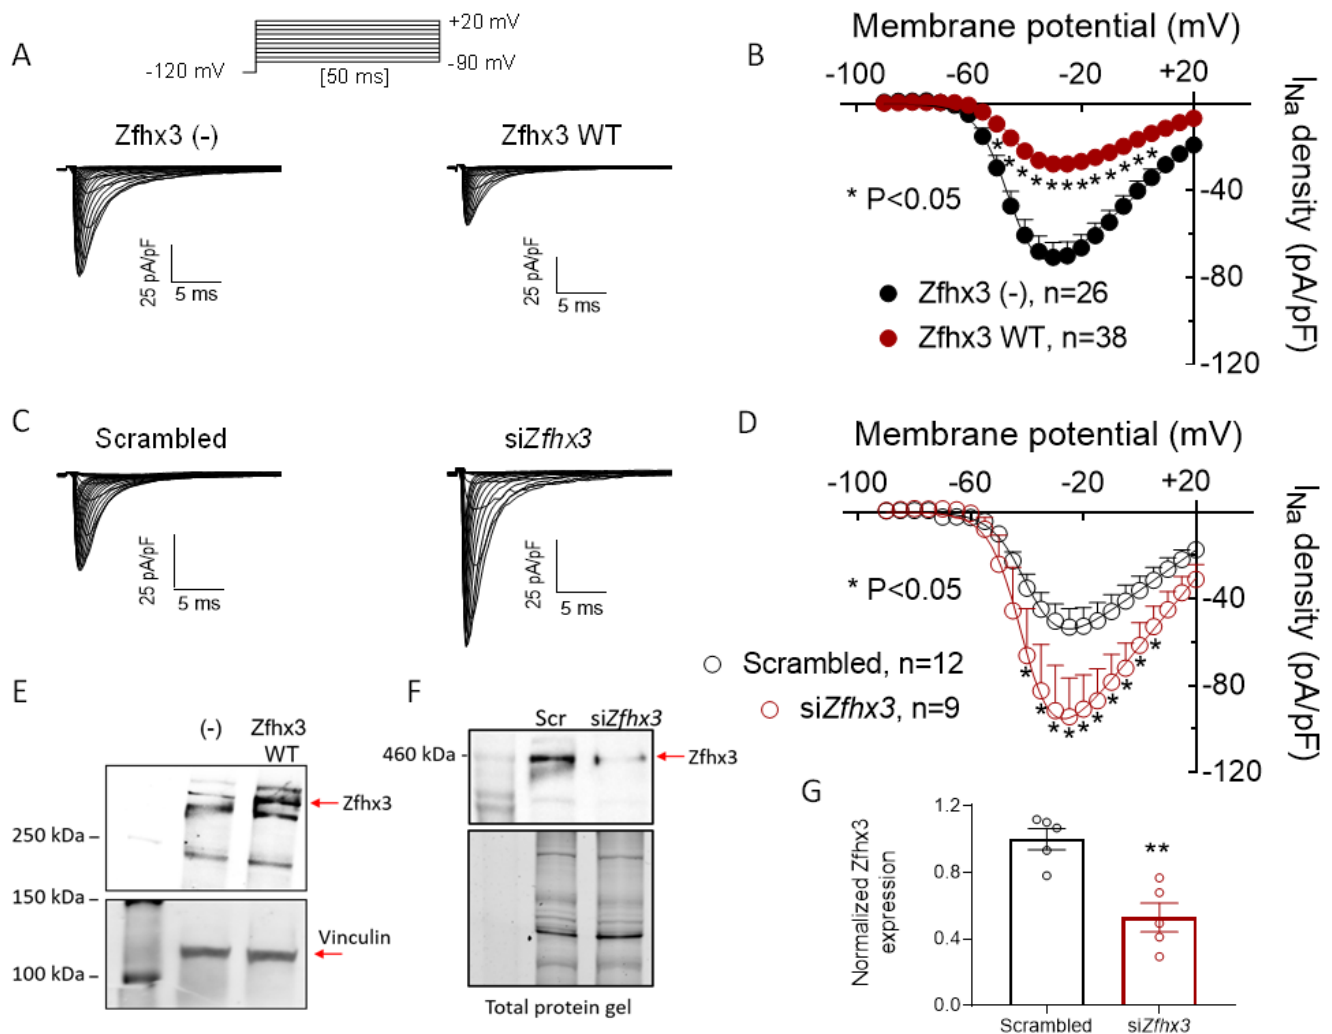 A
+20 mV
-120 mV
-90 mV
[50 ms]
Zfhx3 (-)
Zfhx3 WT
25 pA/pF
5 ms
25 pA/pF
5 ms
B
Membrane potential (mV)
-100
-60
-20
+20
-40
-80
-120
I Na density (pA/pF)
* * * * * * * * * * * *
* P<0.05
Zfhx3 (-), n=26
Zfhx3 WT, n=38
C
Scrambled
siZfhx3
25 pA/pF
5 ms
25 pA/pF
5 ms
D
Membrane potential (mV)
-100
-60
-20
+20
-40
-80
-120
I Na density (pA/pF)
* P<0.05
* * * * * * * * * *
Scrambled, n=12
siZfhx3, n=9
E
(-)
Zfhx3
WT
Zfhx3
250 kDa
150 kDa
Vinculin
100 kDa
F
Scr
siZfhx3
460 kDa
Zfhx3
Total protein gel
G
Normalized Zfhx3
expression
1.2
0.8
0.4
0.0
**
Scrambled
siZfhx3